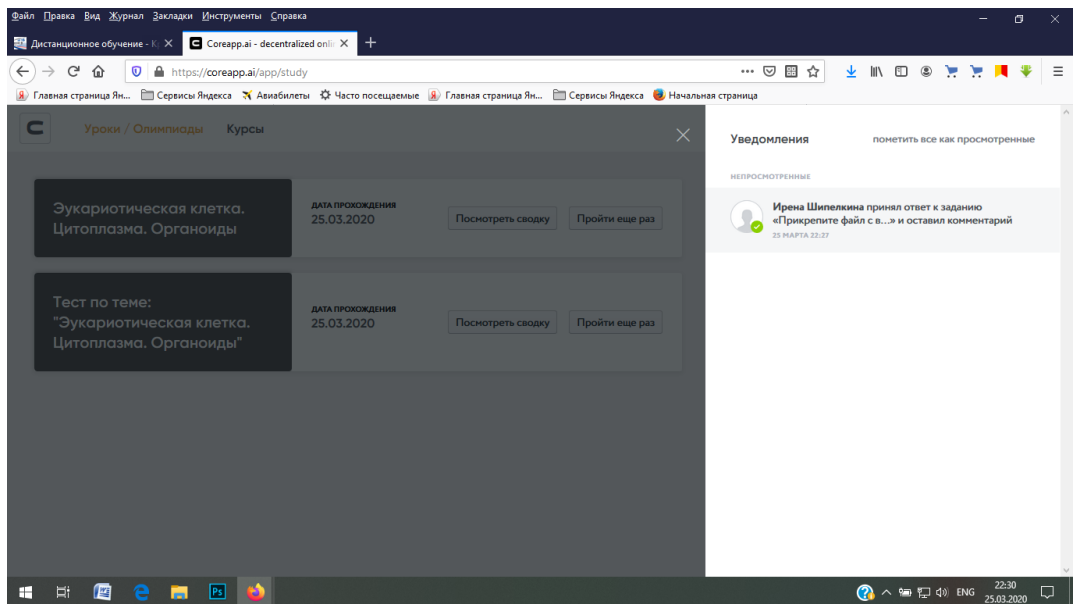 Файл Правка Вид Журнал Закладки Инструменты Справка
Дистанционное обучение - К
Coreapp.ai - decentralized onlin
https://coreapp.ai/app/study
Главная страница Ян...
Сервисы Яндекса
Авиабилеты
Часто посещаемые
Главная страница Ян...
Сервисы Яндекса
Начальная страница
Уроки / Олимпиады
Курсы
Эукариотическая клетка.
Цитоплазма. Органоиды
ДАТА ПРОХОЖДЕНИЯ
25.03.2020
Посмотреть сводку
Пройти еще раз
Тест по теме:
"Эукариотическая клетка.
Цитоплазма. Органоиды"
ДАТА ПРОХОЖДЕНИЯ
25.03.2020
Посмотреть сводку
Пройти еще раз
Уведомления
пометить все как просмотренные
НЕПРОСМОТРЕННЫЕ
Ирена Шипелкина принял ответ к заданию
«Прикрепите файл с в...» и оставил комментарий
25 МАРТА 22:27
Ps
ENG
22:30
25.03.2020